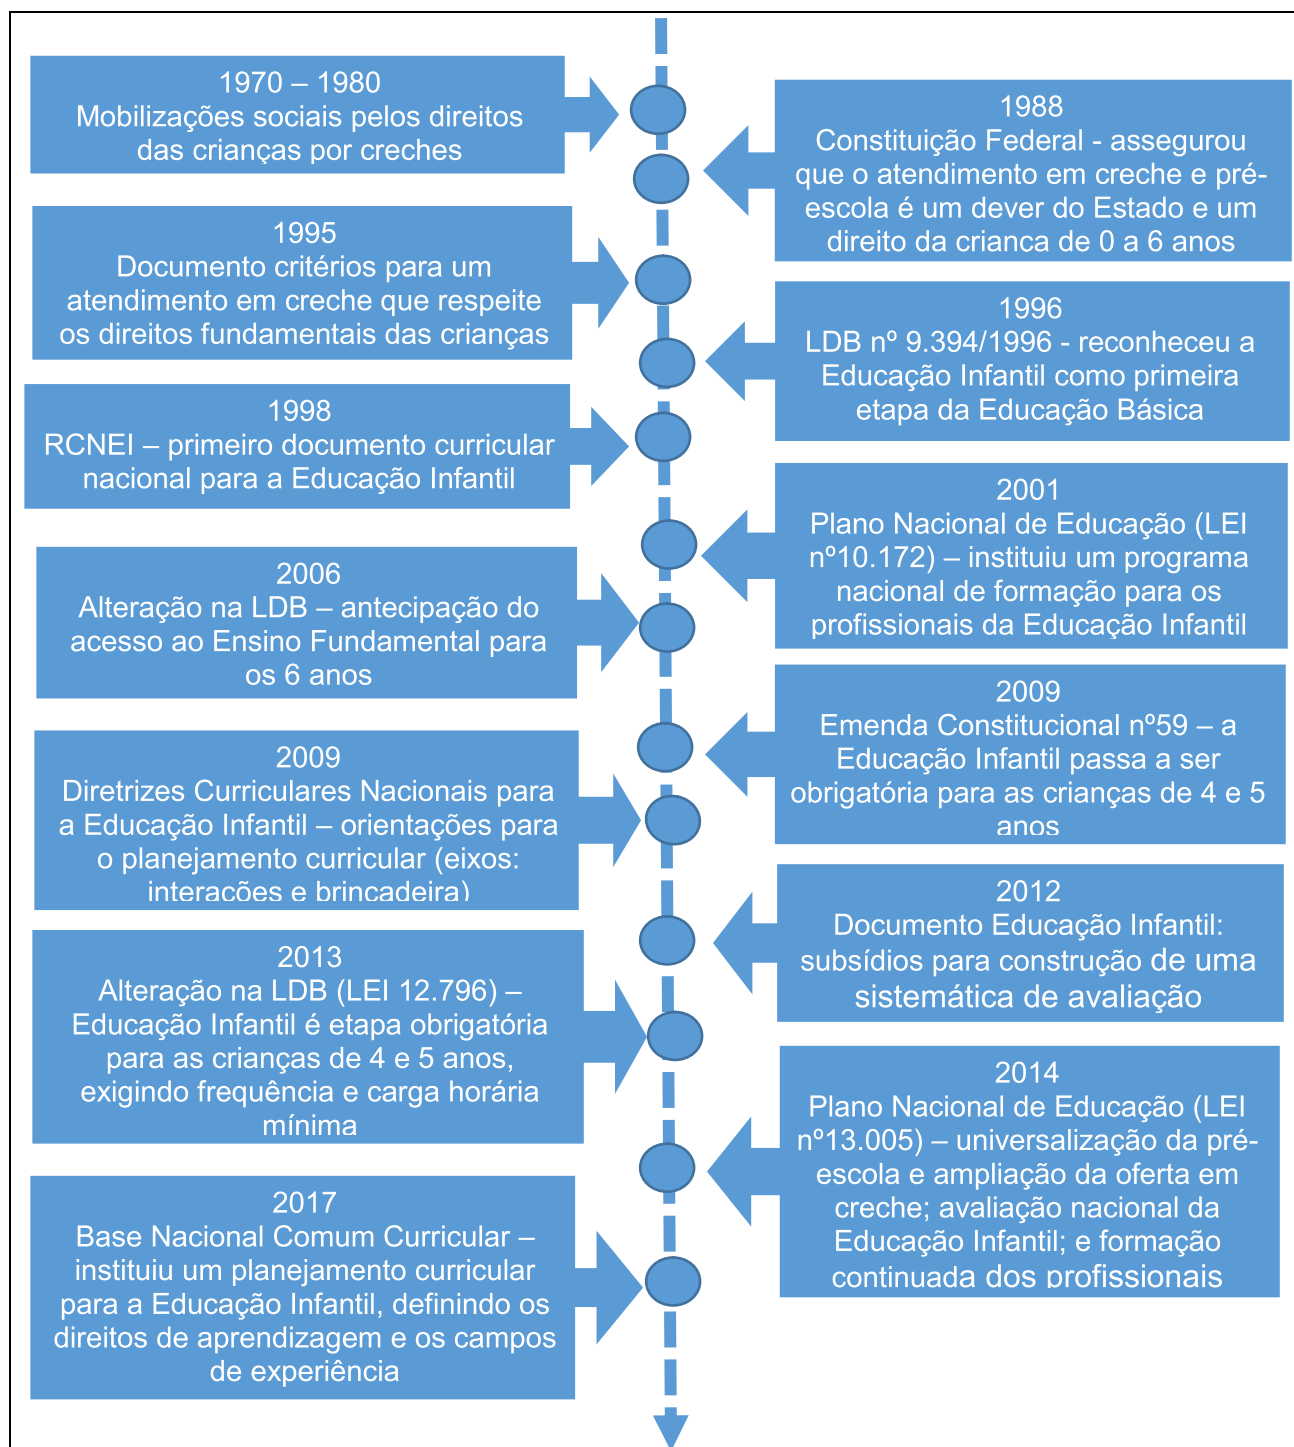 1970 – 1980
Mobilizações sociais pelos direitos
das crianças por creches
1988
Constituição Federal - assegurou
que o atendimento em creche e pré-
escola é um dever do Estado e um
direito da crianca de 0 a 6 anos
1995
Documento critérios para um
atendimento em creche que respeite
os direitos fundamentais das crianças
1996
LDB nº 9.394/1996 - reconheceu a
Educação Infantil como primeira
etapa da Educação Básica
1998
RCNEI – primeiro documento curricular
nacional para a Educação Infantil
2001
Plano Nacional de Educação (LEI
nº10.172) – instituiu um programa
nacional de formação para os
profissionais da Educação Infantil
2006
Alteração na LDB – antecipação do
acesso ao Ensino Fundamental para
os 6 anos
2009
Emenda Constitucional nº59 – a
Educação Infantil passa a ser
obrigatória para as crianças de 4 e 5
anos
2009
Diretrizes Curriculares Nacionais para
a Educação Infantil – orientações para
o planejamento curricular (eixos:
interações e brincadeira)
2012
Documento Educação Infantil:
subsídios para construção de uma
sistemática de avaliação
2013
Alteração na LDB (LEI 12.796) –
Educação Infantil é etapa obrigatória
para as crianças de 4 e 5 anos,
exigindo frequência e carga horária
mínima
2014
Plano Nacional de Educação (LEI
nº13.005) – universalização da pré-
escola e ampliação da oferta em
creche; avaliação nacional da
Educação Infantil; e formação
continuada dos profissionais
2017
Base Nacional Comum Curricular –
instituiu um planejamento curricular
para a Educação Infantil, definindo os
direitos de aprendizagem e os campos
de experiência